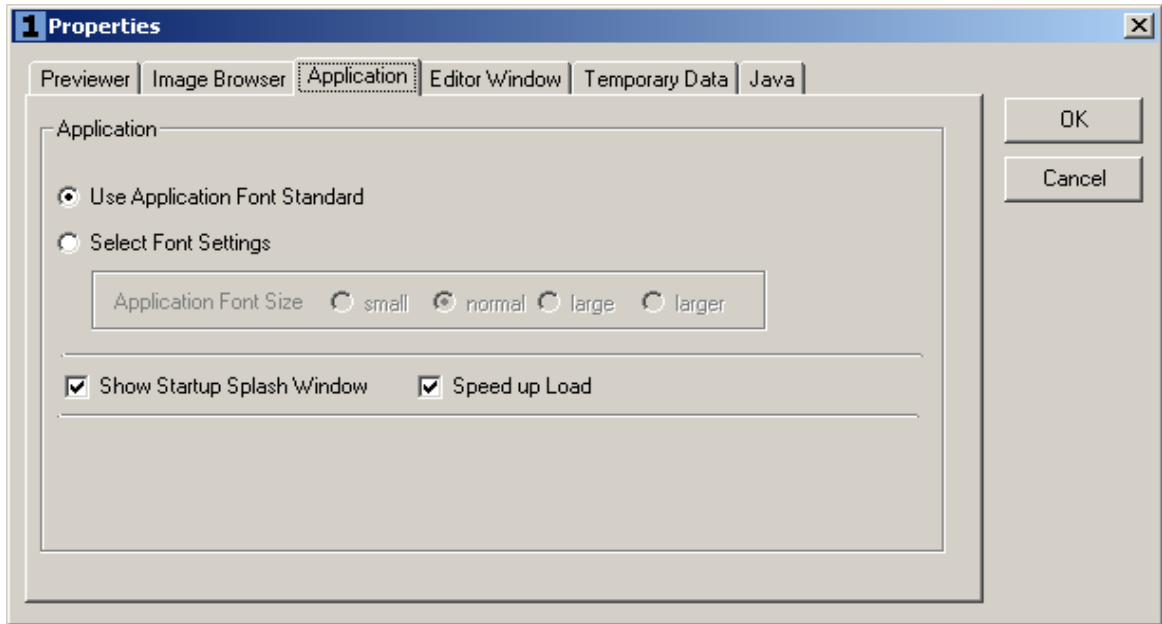 1 Properties
Previewer Image Browser Application Editor Window Temporary Data Java
Application
OK
Cancel
Use Application Font Standard
Select Font Settings
Application Font Size small normal large larger
Show Startup Splash Window Speed up Load